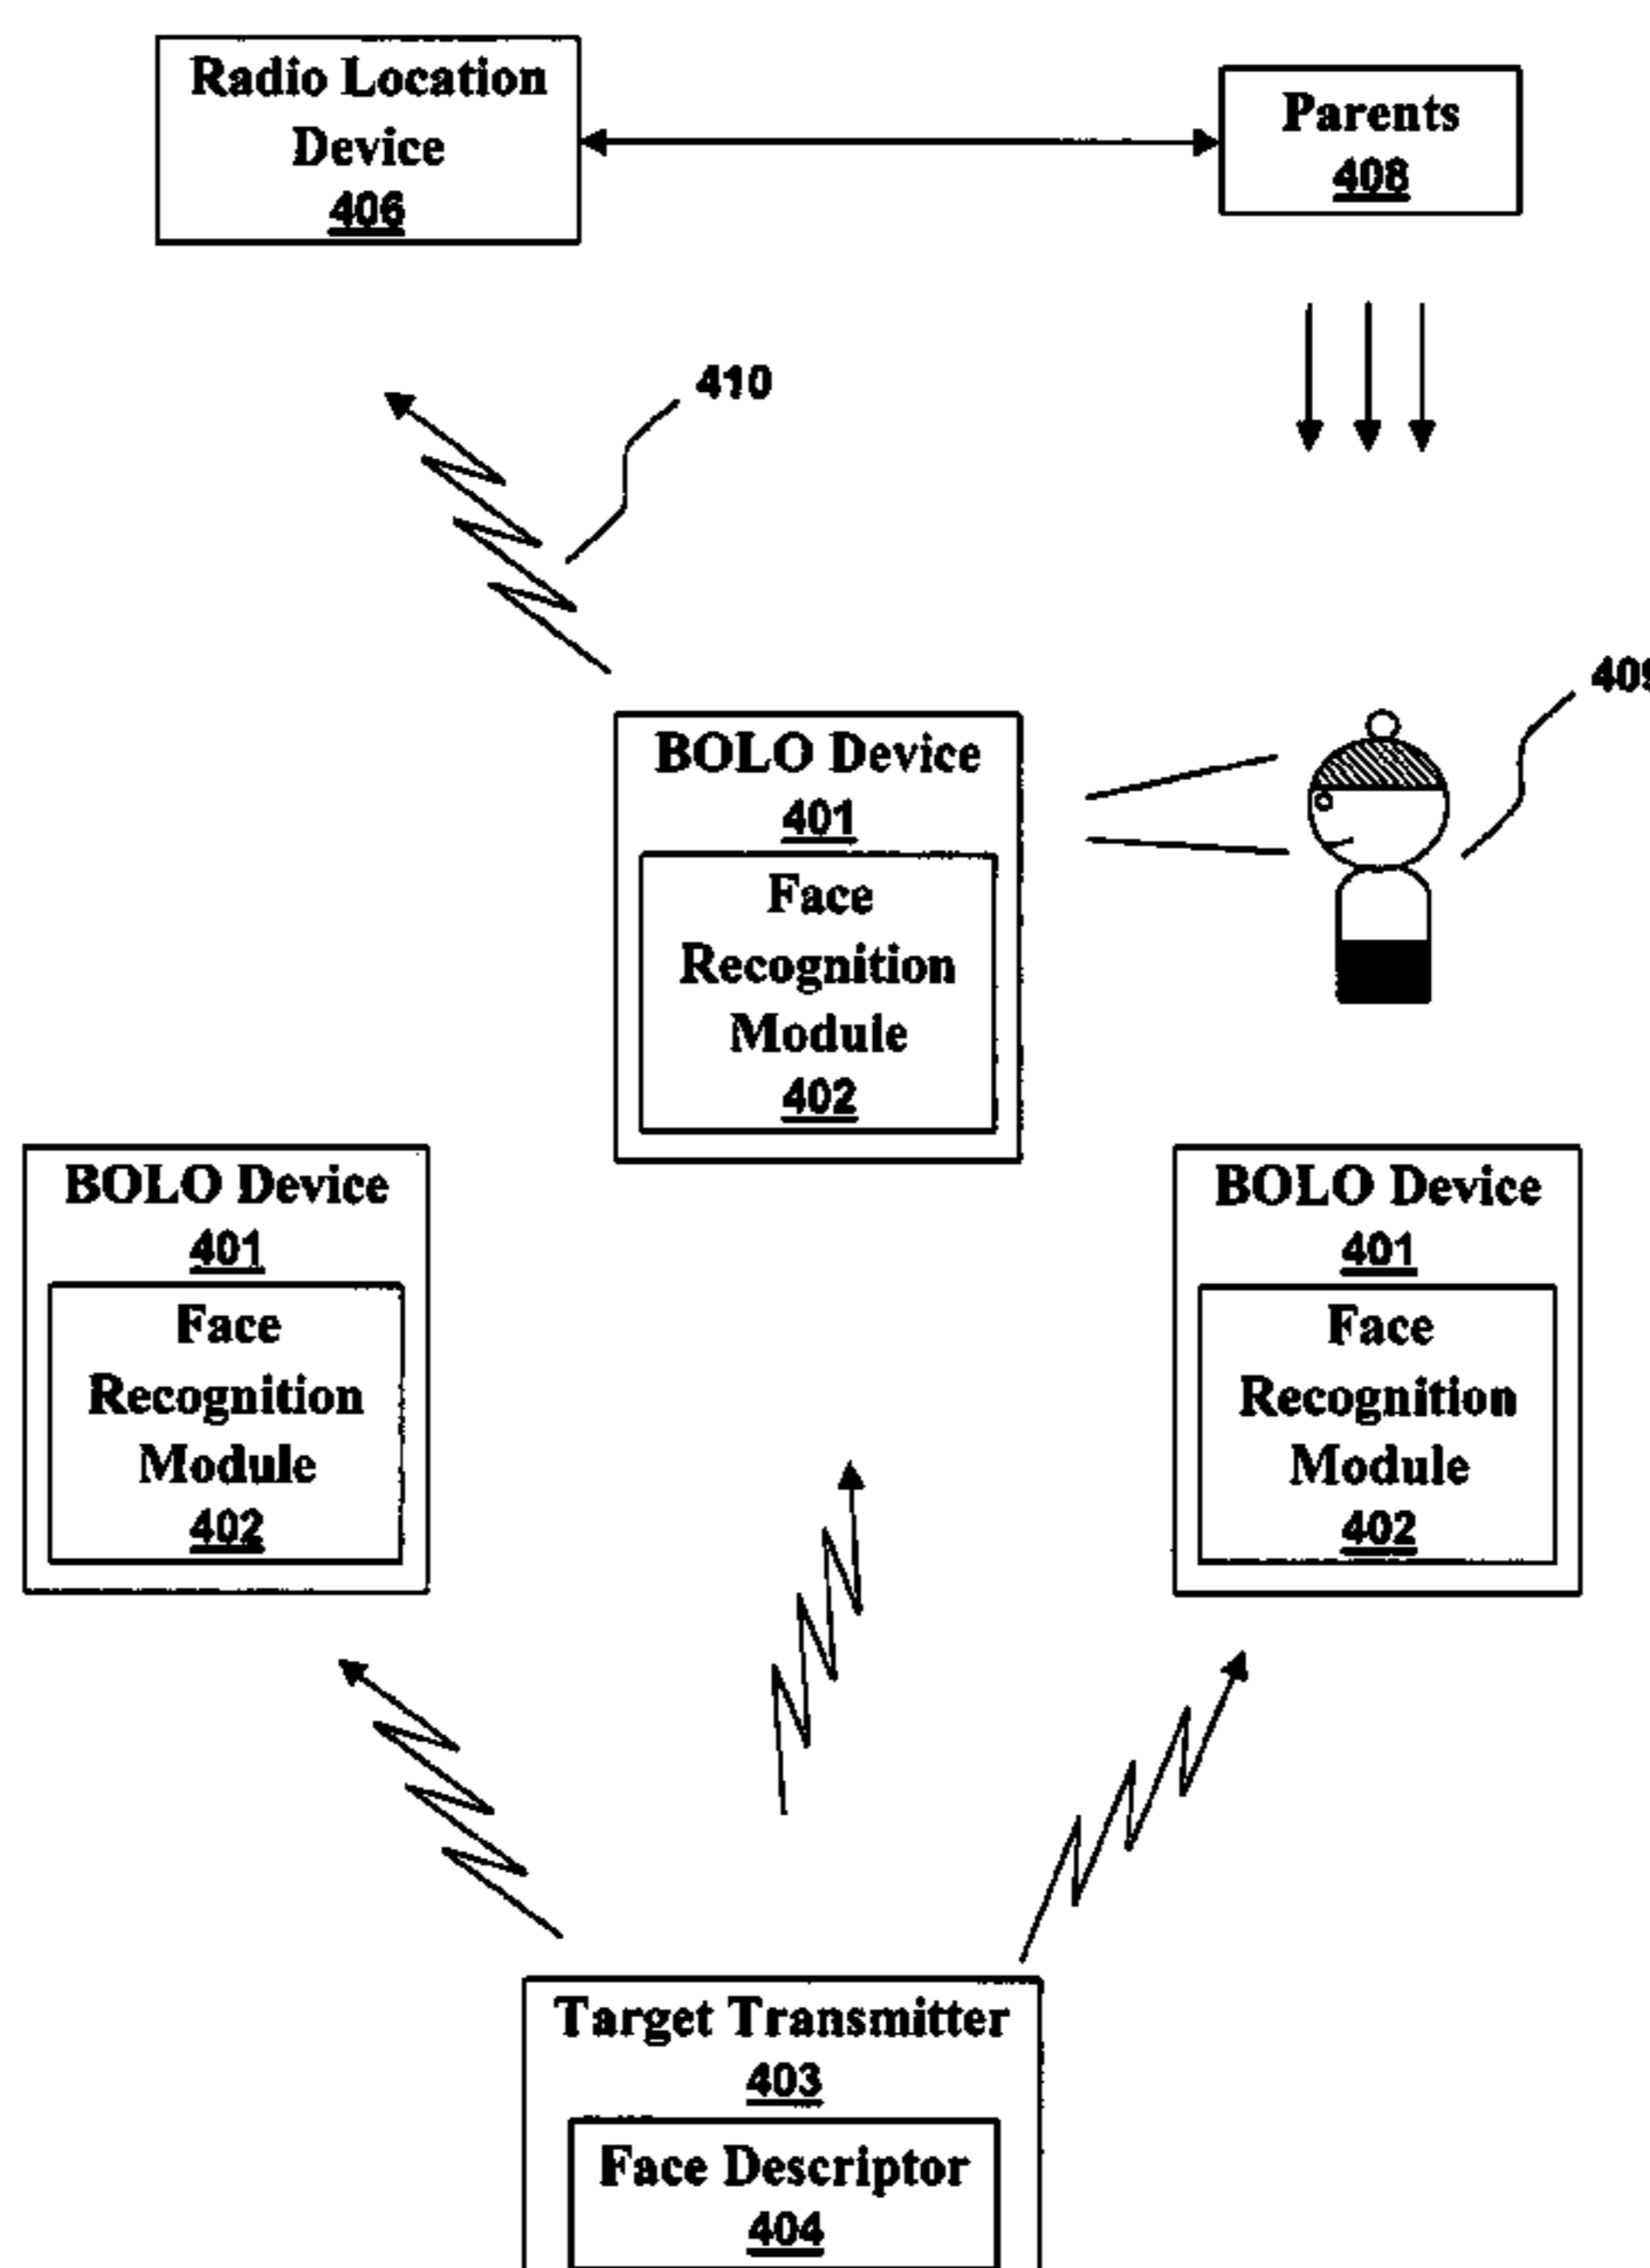 Radio Location
Device
406
Parents
408
410
409
BOLO Device
401
Face
Recognition
Module
402
BOLO Device
401
Face
Recognition
Module
402
BOLO Device
401
Face
Recognition
Module
402
Target Transmitter
403
Face Descriptor
404